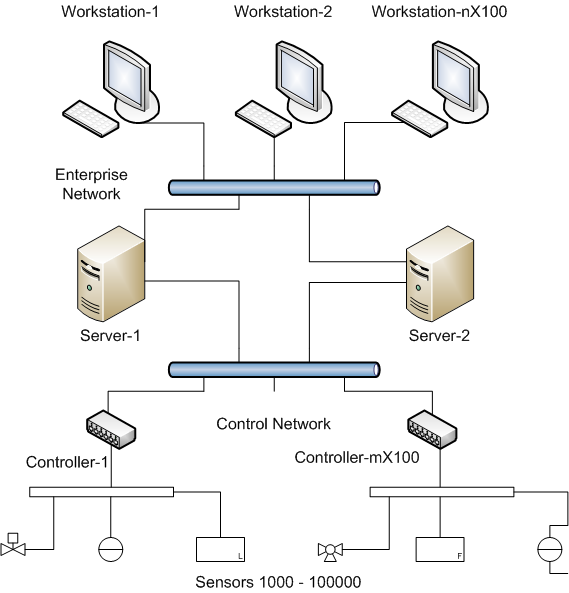 Workstation-1
Workstation-2
Workstation-nX100
Enterprise
Network
Server-1
Server-2
Control Network
Controller-1
Controller-mX100
L
F
Sensors 1000 - 100000